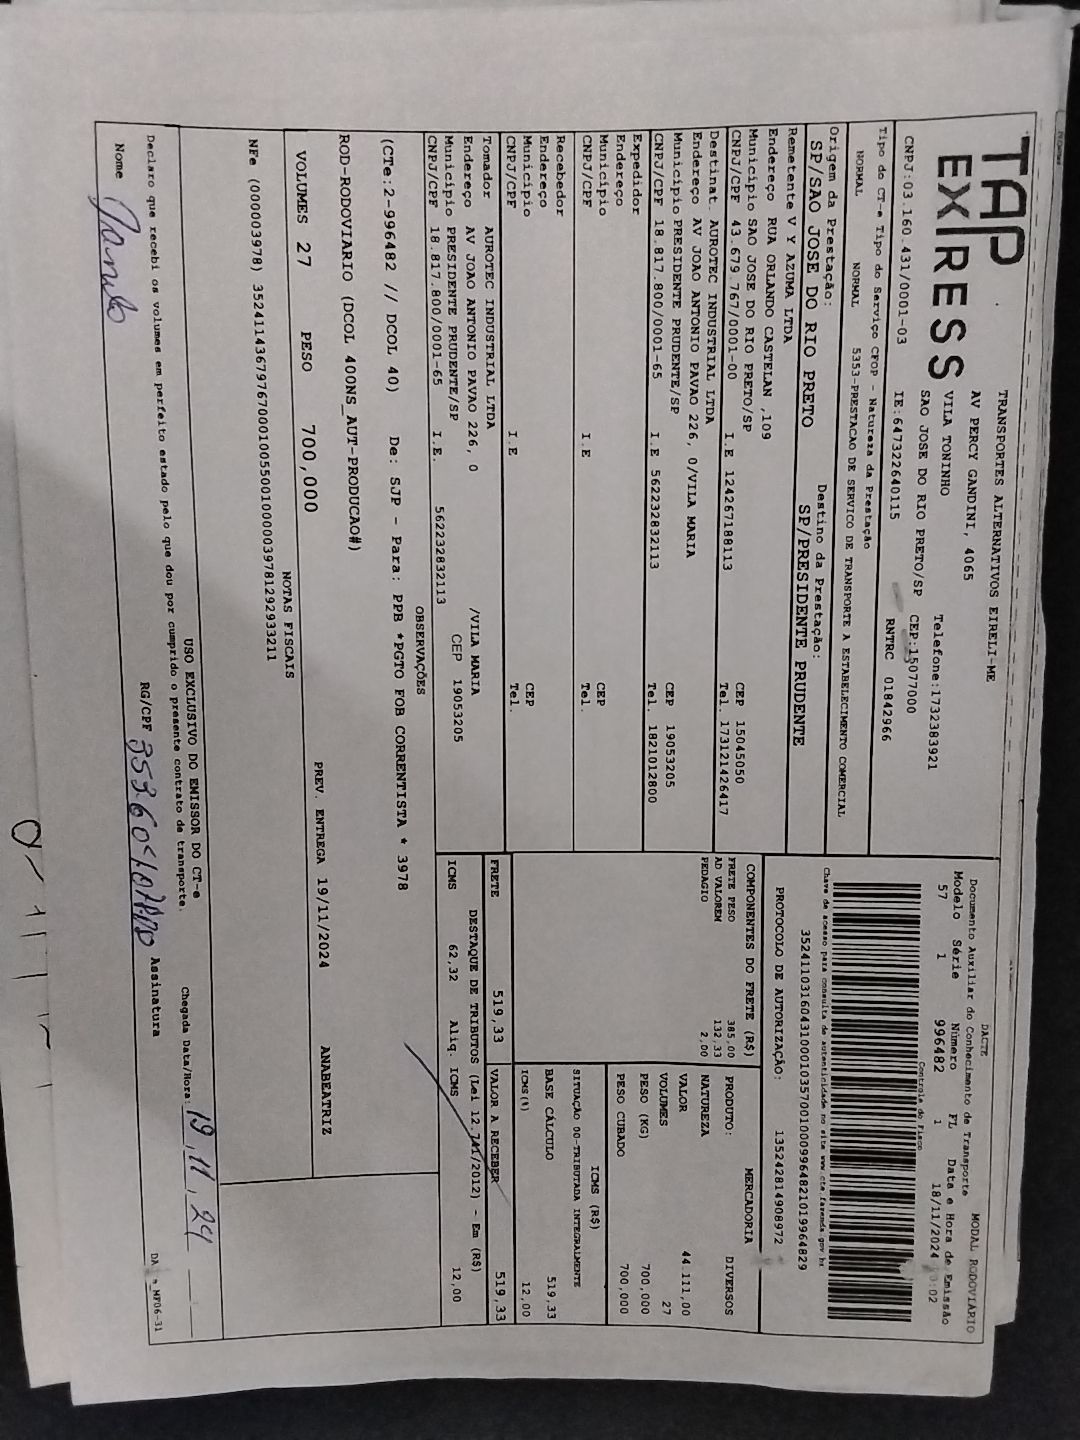 TAP
EXPRESS
TRANSPORTES ALTERNATIVOS EIRELI-ME
AV PERCY GANDINI, 4065
VILA TONINHO Telefone:1732383921
SAO JOSE DO RIO PRETO/SP CEP:15077000
CNPJ:03.160.431/0001-03 IE:647322640115 RNTRC 01842966
DACTE MODAL RODOVIÁRIO
Documento Auxiliar do Conhecimento de Transporte
Modelo Série Número FL Data e Hora de Emissão
57 1 996482 1 18/11/2024 :02
Controle do Fisco
Chave de acesso para consulta de autenticidade no site www.cte.fazenda.gov.br
35241103160431000103570010009964821019964829
PROTOCOLO DE AUTORIZAÇÃO: 135242814908972
Tipo do CT-e Tipo do Serviço CFOP - Natureza da Prestação
NORMAL NORMAL 5353-PRESTACAO DE SERVICO DE TRANSPORTE A ESTABELECIMENTO COMERCIAL
Origem da Prestação: Destino da Prestação:
SP/SAO JOSE DO RIO PRETO SP/PRESIDENTE PRUDENTE
Remetente V Y AZUMA LTDA
Endereço RUA ORLANDO CASTELAN ,109
Município SAO JOSE DO RIO PRETO/SP CEP 15045050
CNPJ/CPF 43.679.767/0001-00 I.E 124267188113 Tel. 173121426417
Destinat. AUROTEC INDUSTRIAL LTDA
Endereço AV JOAO ANTONIO PAVAO 226, 0/VILA MARIA
Município PRESIDENTE PRUDENTE/SP CEP 19053205
CNPJ/CPF 18.817.800/0001-65 I.E 562232832113 Tel. 1821012800
Expedidor
Endereço
Município CEP
CNPJ/CPF I.E Tel.
Recebedor
Endereço
Município CEP
CNPJ/CPF I.E Tel.
Tomador AUROTEC INDUSTRIAL LTDA
Endereço AV JOAO ANTONIO PAVAO 226, 0 /VILA MARIA
Município PRESIDENTE PRUDENTE/SP CEP 19053205
CNPJ/CPF 18.817.800/0001-65 I.E. 562232832113
COMPONENTES DO FRETE (R$)
FRETE PESO 385,00
AD VALOREM 132,33
PEDAGIO 2,00
MERCADORIA
PRODUTO: DIVERSOS
NATUREZA
VALOR 44.111,00
VOLUMES 27
PESO (KG) 700,000
PESO CUBADO 700,000
ICMS (R$)
SITUAÇÃO 00-TRIBUTADA INTEGRALMENTE
BASE CÁLCULO 519,33
ICMS(%) 12,00
FRETE 519,33 VALOR A RECEBER 519,33
DESTAQUE DE TRIBUTOS (Lei 12.741/2012) - Em (R$)
ICMS 62,32 Aliq. ICMS 12,00
OBSERVAÇÕES
(CTe:2-996482 // DCOL 40) De: SJP - Para: PPB *PGTO FOB CORRENTISTA * 3978
ROD-RODOVIARIO (DCOL 400NS_AUT-PRODUCAO#)
VOLUMES 27 PESO 700,000 PREV. ENTREGA 19/11/2024 ANABEATRIZ
NOTAS FISCAIS
NFe (000003978) 35241143679767000100550010000039781292933211
USO EXCLUSIVO DO EMISSOR DO CT-e
Declaro que recebi os volumes em perfeito estado pelo que dou por cumprido o presente contrato de transporte. Chegada Data/Hora: 19,11,24
Nome RG/CPF Assinatura